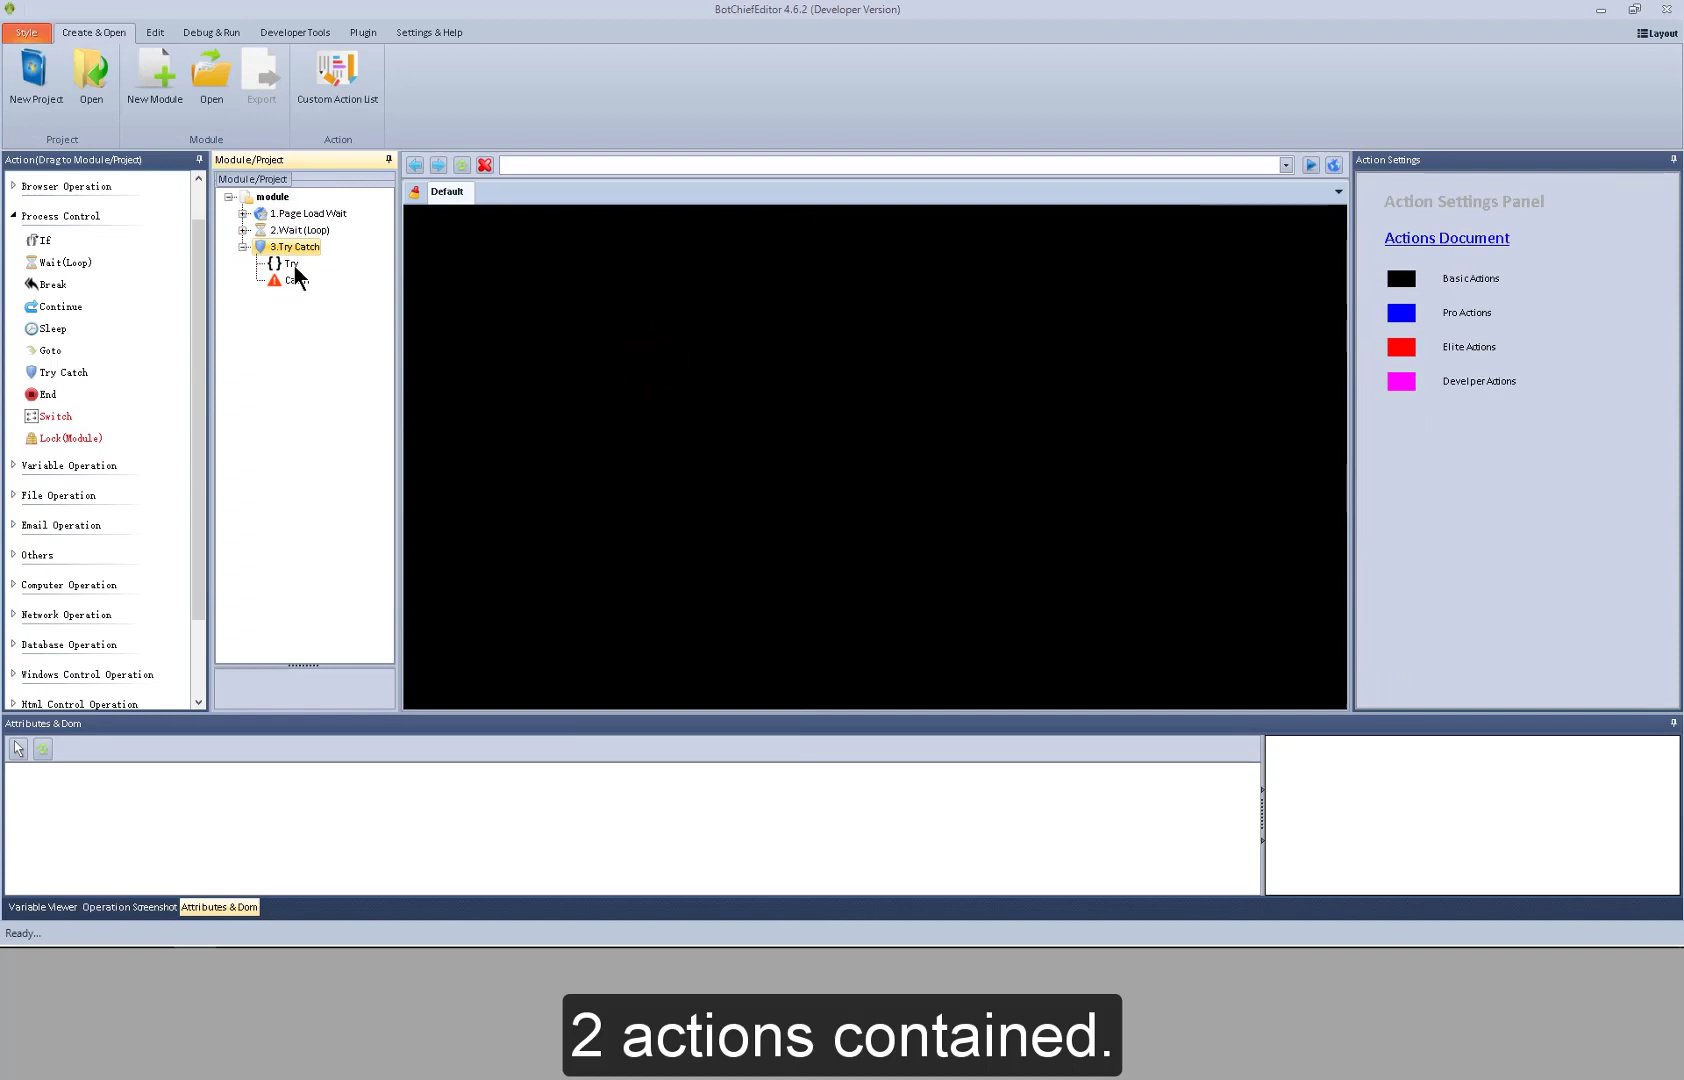 BotChiefEditor 4.6.2 (Developer Version)
Style
Create & Open
Edit
Debug & Run
Developer Tools
Plugin
Settings & Help
Layout
New Project
Open
New Module
Open
Export
Custom Action List
Project
Module
Action
Action(Drag to Module/Project)
Module/Project
Action Settings
Module/Project
Browser Operation
Process Control
If
Wait(Loop)
Break
Continue
Sleep
Goto
Try Catch
End
Switch
Lock(Module)
Variable Operation
File Operation
Email Operation
Others
Computer Operation
Network Operation
Database Operation
Windows Control Operation
Html Control Operation
module
1.Page Load Wait
2.Wait (Loop)
3.Try Catch
Try
Default
Action Settings Panel
Actions Document
Basic Actions
Pro Actions
Elite Actions
Develper Actions
Attributes & Dom
Variable Viewer
Operation Screenshot
Attributes & Dom
Ready...
2 actions contained.